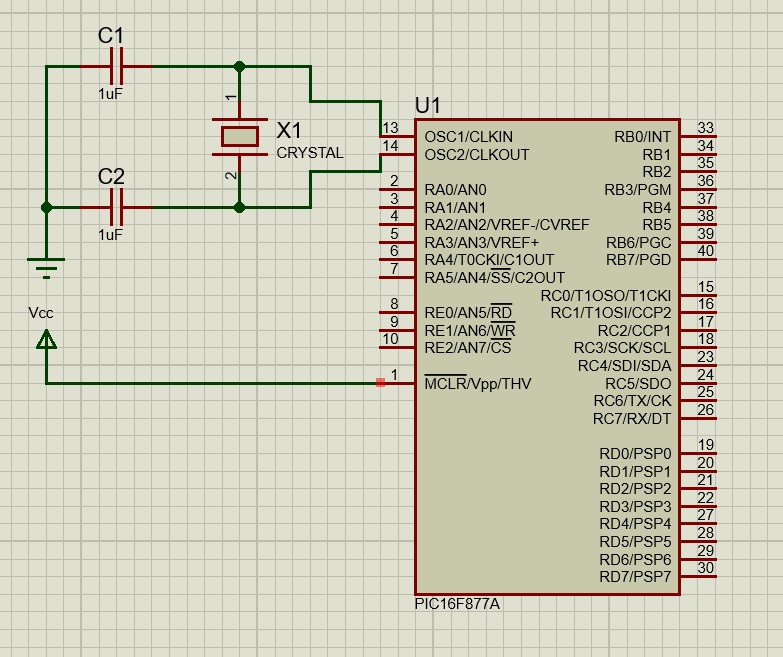 C1
1uF
1
X1
CRYSTAL
2
C2
1uF
Vcc
U1
13 OSC1/CLKIN
14 OSC2/CLKOUT
2 RA0/AN0
3 RA1/AN1
4 RA2/AN2/VREF-/CVREF
5 RA3/AN3/VREF+
6 RA4/T0CKI/C1OUT
7 RA5/AN4/SS/C2OUT
8 RE0/AN5/RD
9 RE1/AN6/WR
10 RE2/AN7/CS
1 MCLR/Vpp/THV
RB0/INT 33
RB1 34
RB2 35
RB3/PGM 36
RB4 37
RB5 38
RB6/PGC 39
RB7/PGD 40
RC0/T1OSO/T1CKI 15
RC1/T1OSI/CCP2 16
RC2/CCP1 17
RC3/SCK/SCL 18
RC4/SDI/SDA 23
RC5/SDO 24
RC6/TX/CK 25
RC7/RX/DT 26
RD0/PSP0 19
RD1/PSP1 20
RD2/PSP2 21
RD3/PSP3 22
RD4/PSP4 27
RD5/PSP5 28
RD6/PSP6 29
RD7/PSP7 30
PIC16F877A